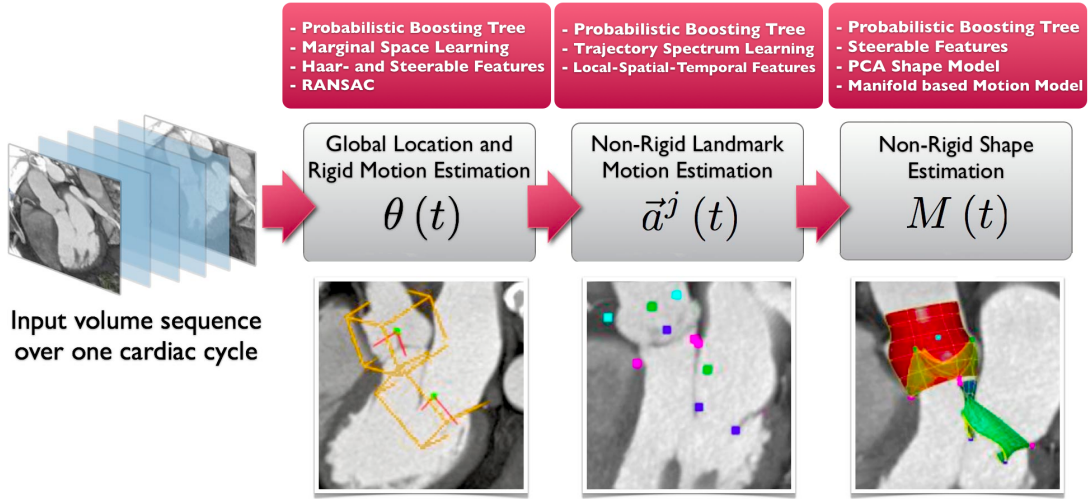 - Probabilistic Boosting Tree
- Marginal Space Learning
- Haar- and Steerable Features
- RANSAC
- Probabilistic Boosting Tree
- Trajectory Spectrum Learning
- Local-Spatial-Temporal Features
- Probabilistic Boosting Tree
- Steerable Features
- PCA Shape Model
- Manifold based Motion Model
Input volume sequence
over one cardiac cycle
Global Location and
Rigid Motion Estimation
θ (t)
Non-Rigid Landmark
Motion Estimation
a⃗ʲ (t)
Non-Rigid Shape
Estimation
M (t)